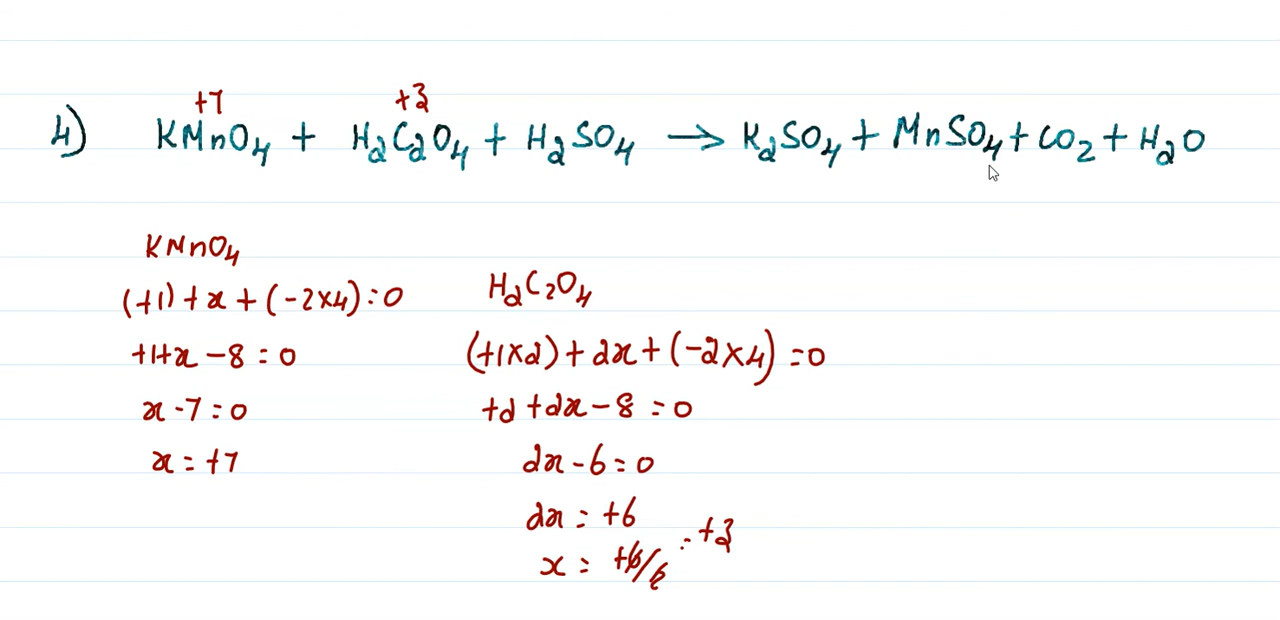 +7 +3
4) KMnO4 + H2C2O4 + H2SO4 → K2SO4 + MnSO4 + CO2 + H2O
KMnO4
(+1) + x + (-2×4) = 0
+1+x - 8 = 0
x - 7 = 0
x = +7
H2C2O4
(+1×2) + 2x + (-2×4) = 0
+2 + 2x - 8 = 0
2x - 6 = 0
2x = +6
x = +6/2 = +3